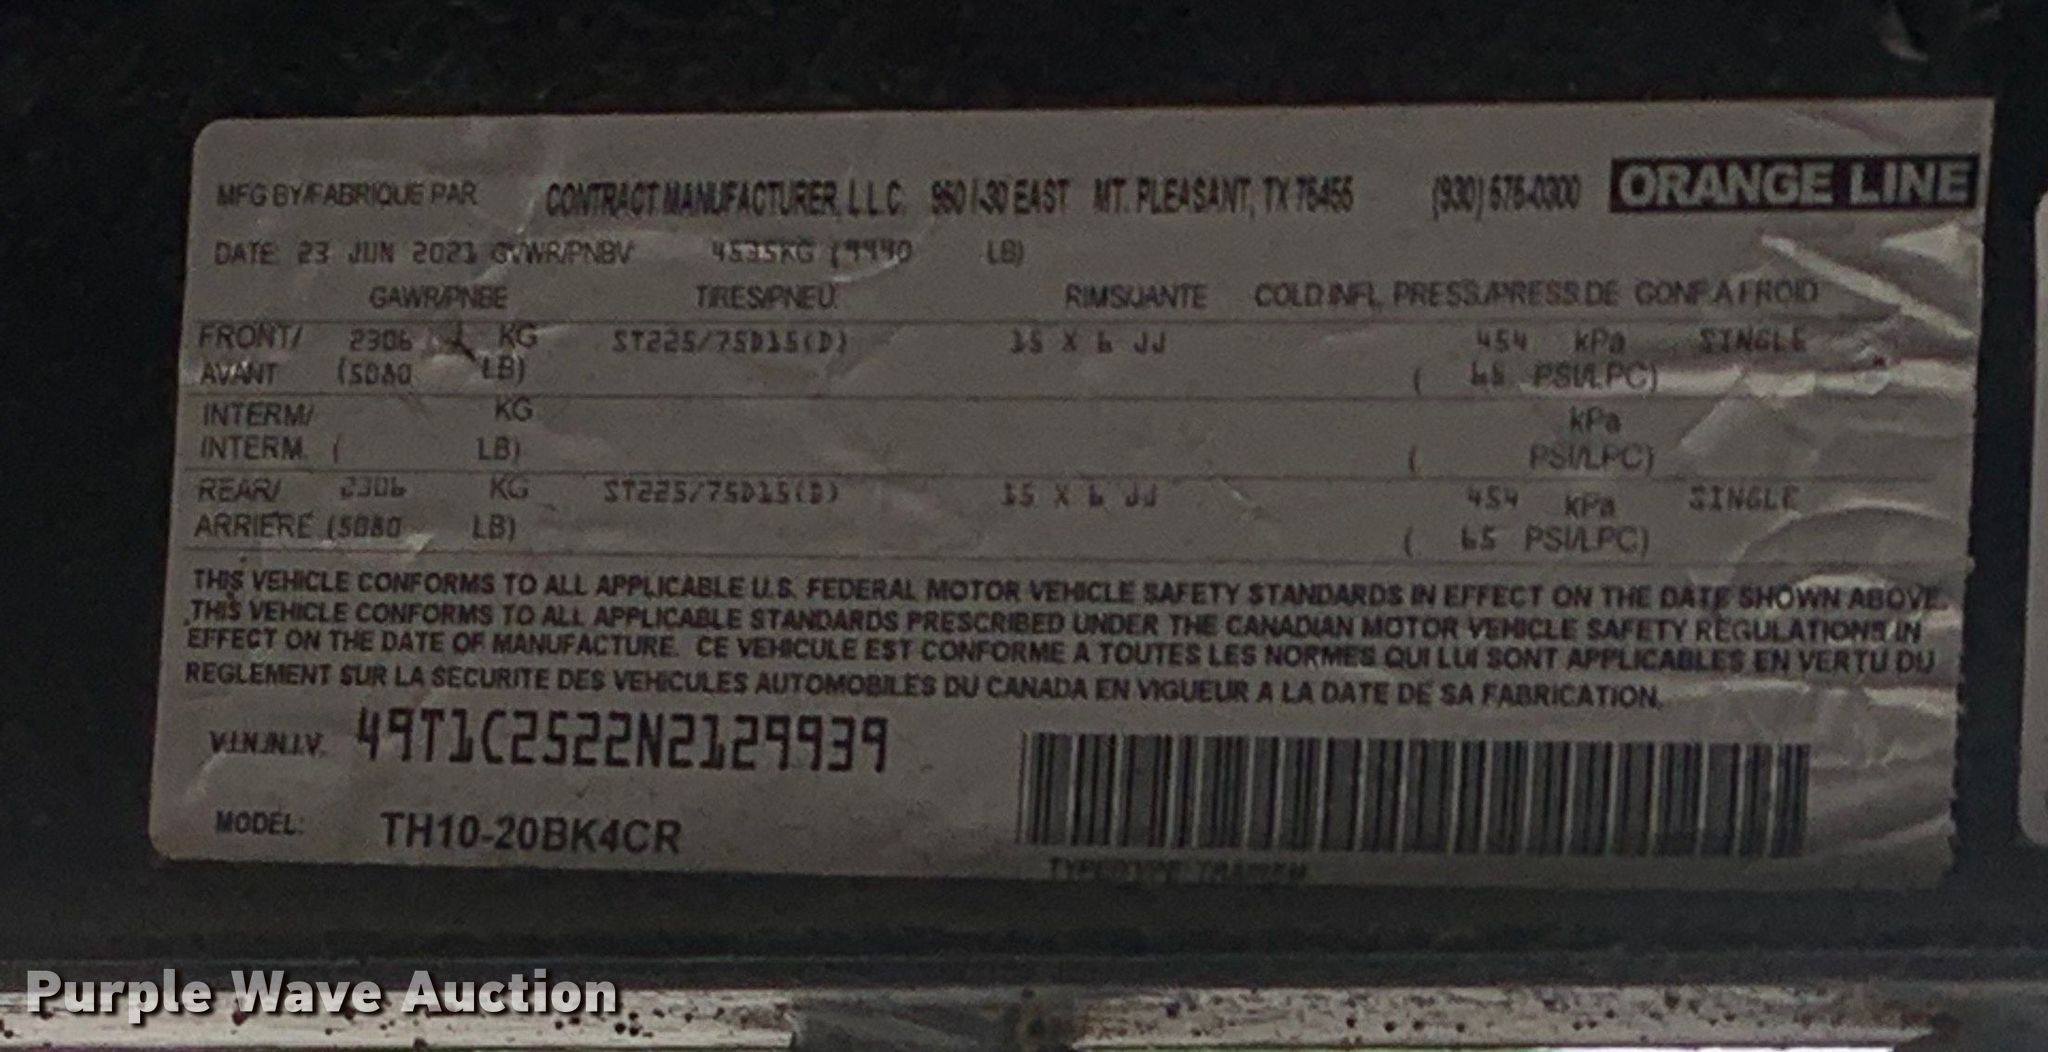 MFG BY/FABRIQUE PAR CONTRACT MANUFACTURER, L.L.C. 960 I-30 EAST MT. PLEASANT, TX 75455 (930) 575-0300 ORANGE LINE
DATE: 23 JUN 2021 GVWR/PNBV 4535KG (9990 LB)
GAWR/PNBE TIRES/PNEU RIMS/JANTE COLD.INFL. PRESS./PRESS.DE GONF.A FROID
FRONT/ 2306 KG ST225/75D15(D) 15 X 6 JJ 454 kPa SINGLE
AVANT (5080 LB) ( 65 PSI/LPC)
INTERM/ KG kPa
INTERM. ( LB) ( PSI/LPC)
REAR/ 2306 KG ST225/75D15(D) 15 X 6 JJ 454 kPa SINGLE
ARRIERE (5080 LB) ( 65 PSI/LPC)
THIS VEHICLE CONFORMS TO ALL APPLICABLE U.S. FEDERAL MOTOR VEHICLE SAFETY STANDARDS IN EFFECT ON THE DATE SHOWN ABOVE.
THIS VEHICLE CONFORMS TO ALL APPLICABLE STANDARDS PRESCRIBED UNDER THE CANADIAN MOTOR VEHICLE SAFETY REGULATIONS IN
EFFECT ON THE DATE OF MANUFACTURE. CE VEHICULE EST CONFORME A TOUTES LES NORMES QUI LUI SONT APPLICABLES EN VERTU DU
REGLEMENT SUR LA SECURITE DES VEHICULES AUTOMOBILES DU CANADA EN VIGUEUR A LA DATE DE SA FABRICATION.
V.I.N./N.I.V. 49T1C2522N2129939
MODEL: TH10-20BK4CR
TYPE/TYPE: TRAILER
Purple Wave Auction